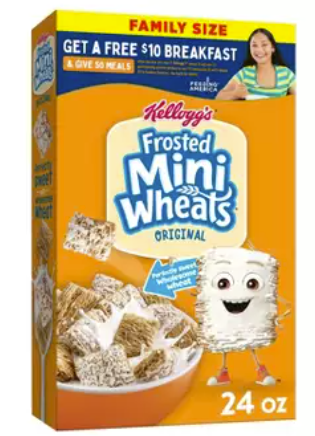 FAMILY SIZE
GET A FREE $10 BREAKFAST
& GIVE 50 MEALS
FEEDING
AMERICA
Kellogg's
Frosted
Mini
Wheats
ORIGINAL
Perfectly sweet
Wholesome
wheat
24 OZ